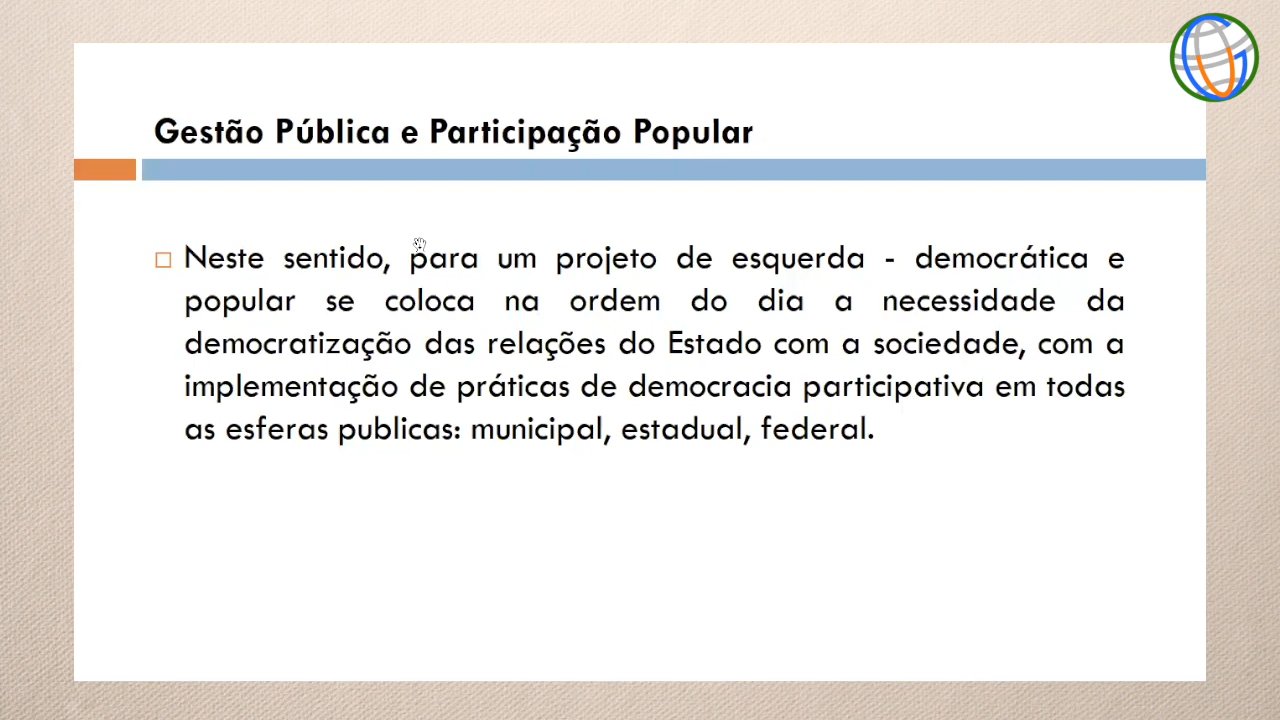 Gestão Pública e Participação Popular
Neste sentido, para um projeto de esquerda - democrática e
popular se coloca na ordem do dia a necessidade da
democratização das relações do Estado com a sociedade, com a
implementação de práticas de democracia participativa em todas
as esferas publicas: municipal, estadual, federal.